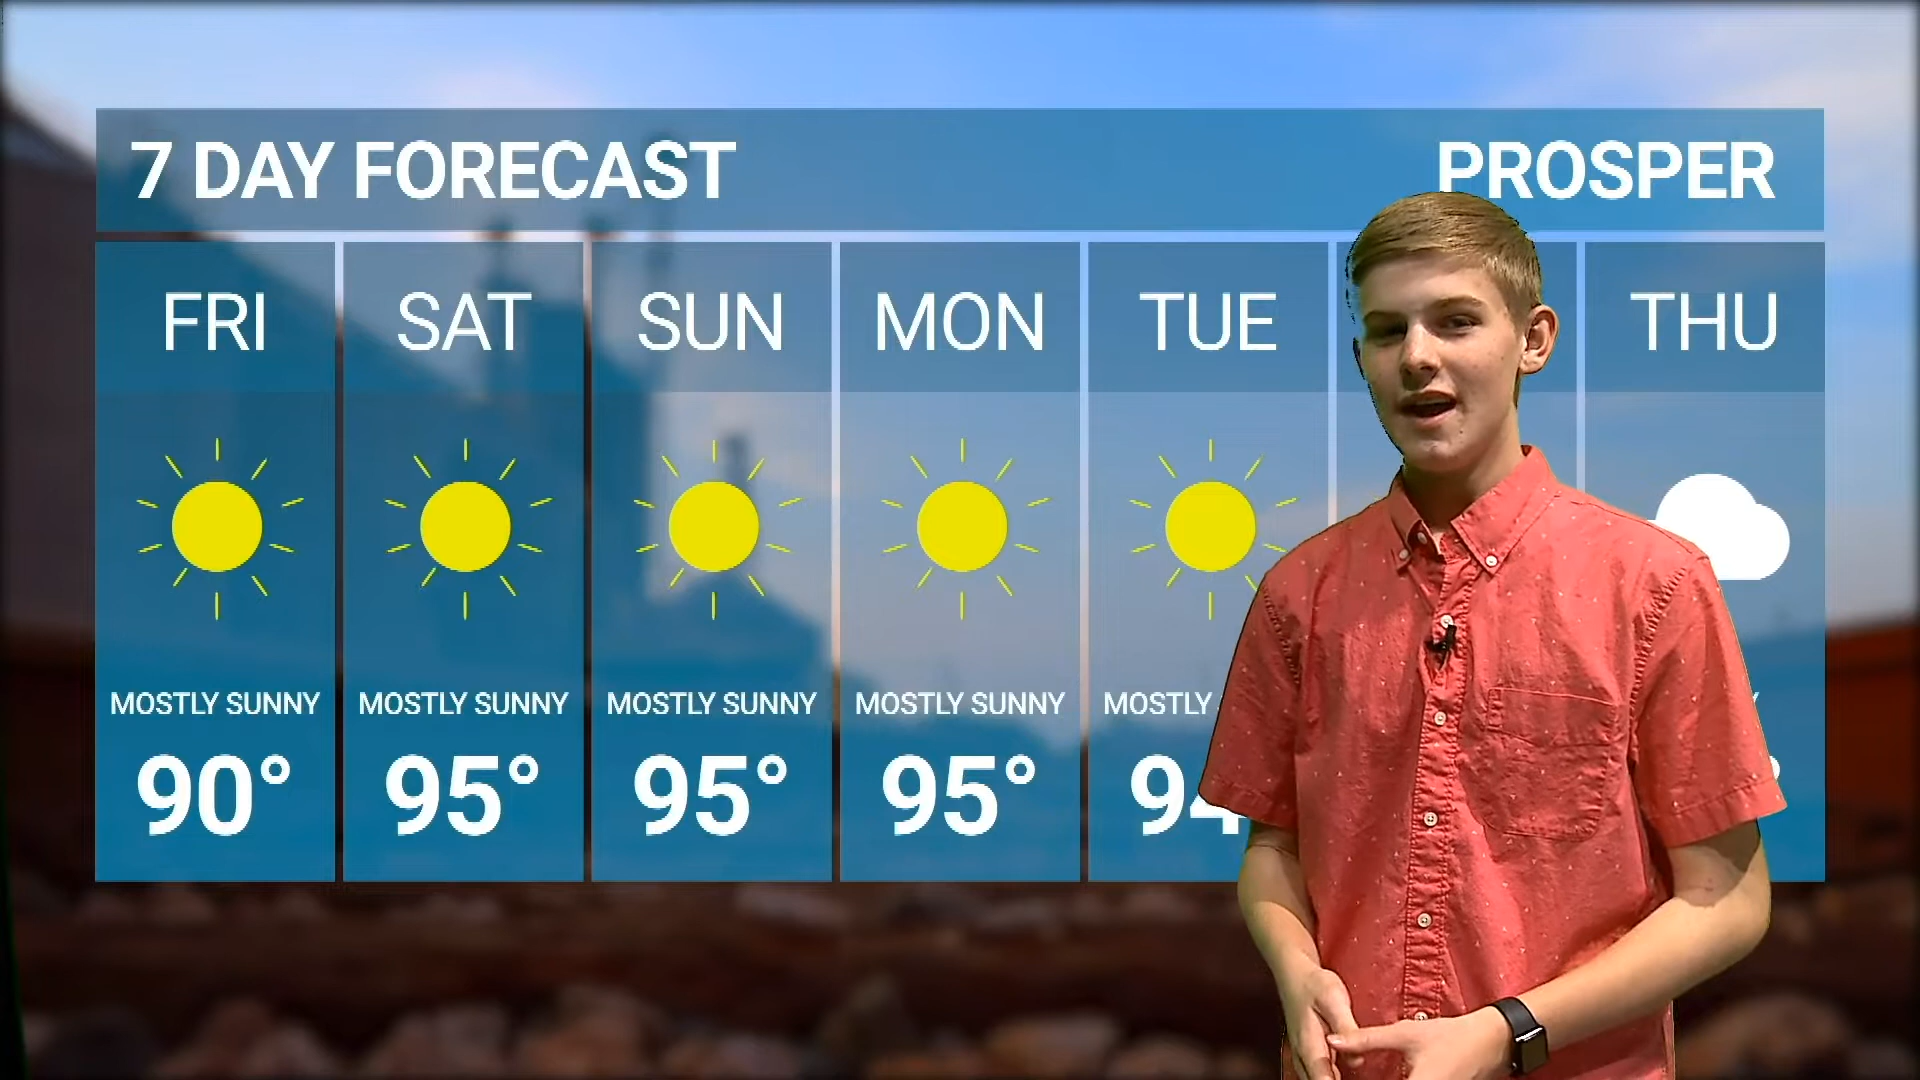 7 DAY FORECAST PROSPER
FRI SAT SUN MON TUE THU
MOSTLY SUNNY MOSTLY SUNNY MOSTLY SUNNY MOSTLY SUNNY MOSTLY
90° 95° 95° 95° 94